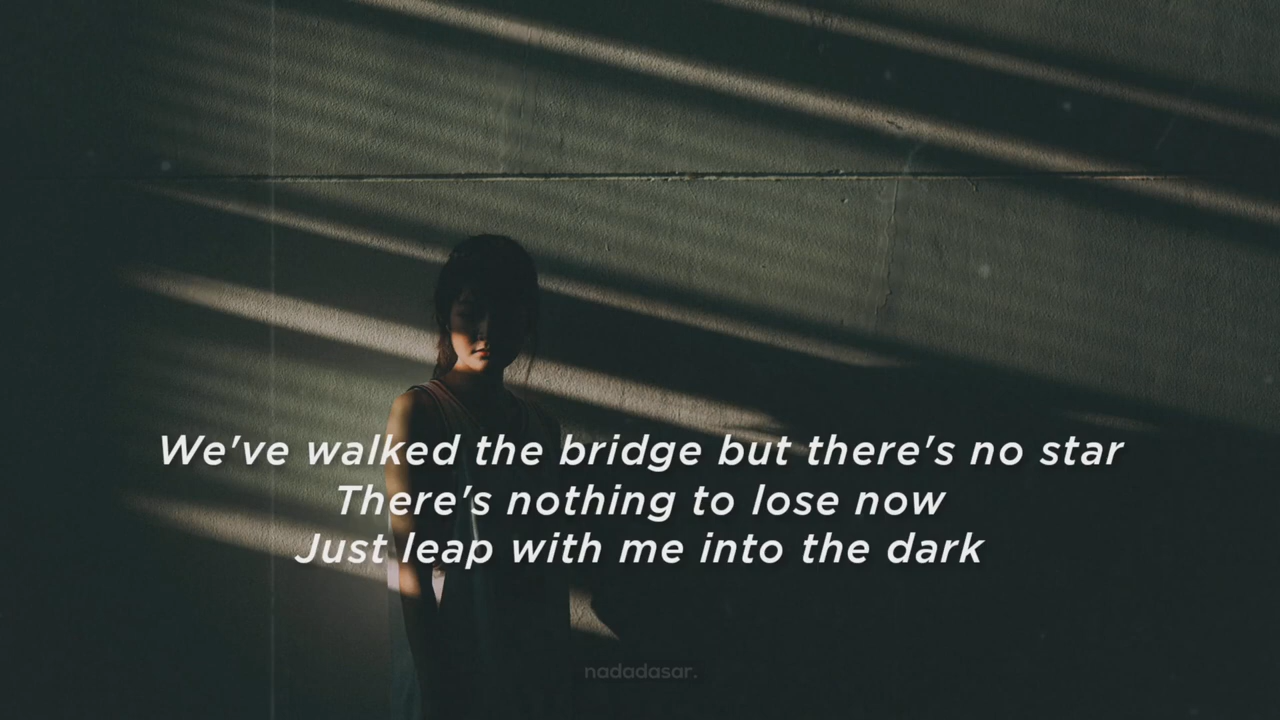 We've walked the bridge but there's no star
There's nothing to lose now
Just leap with me into the dark
nadadasar.